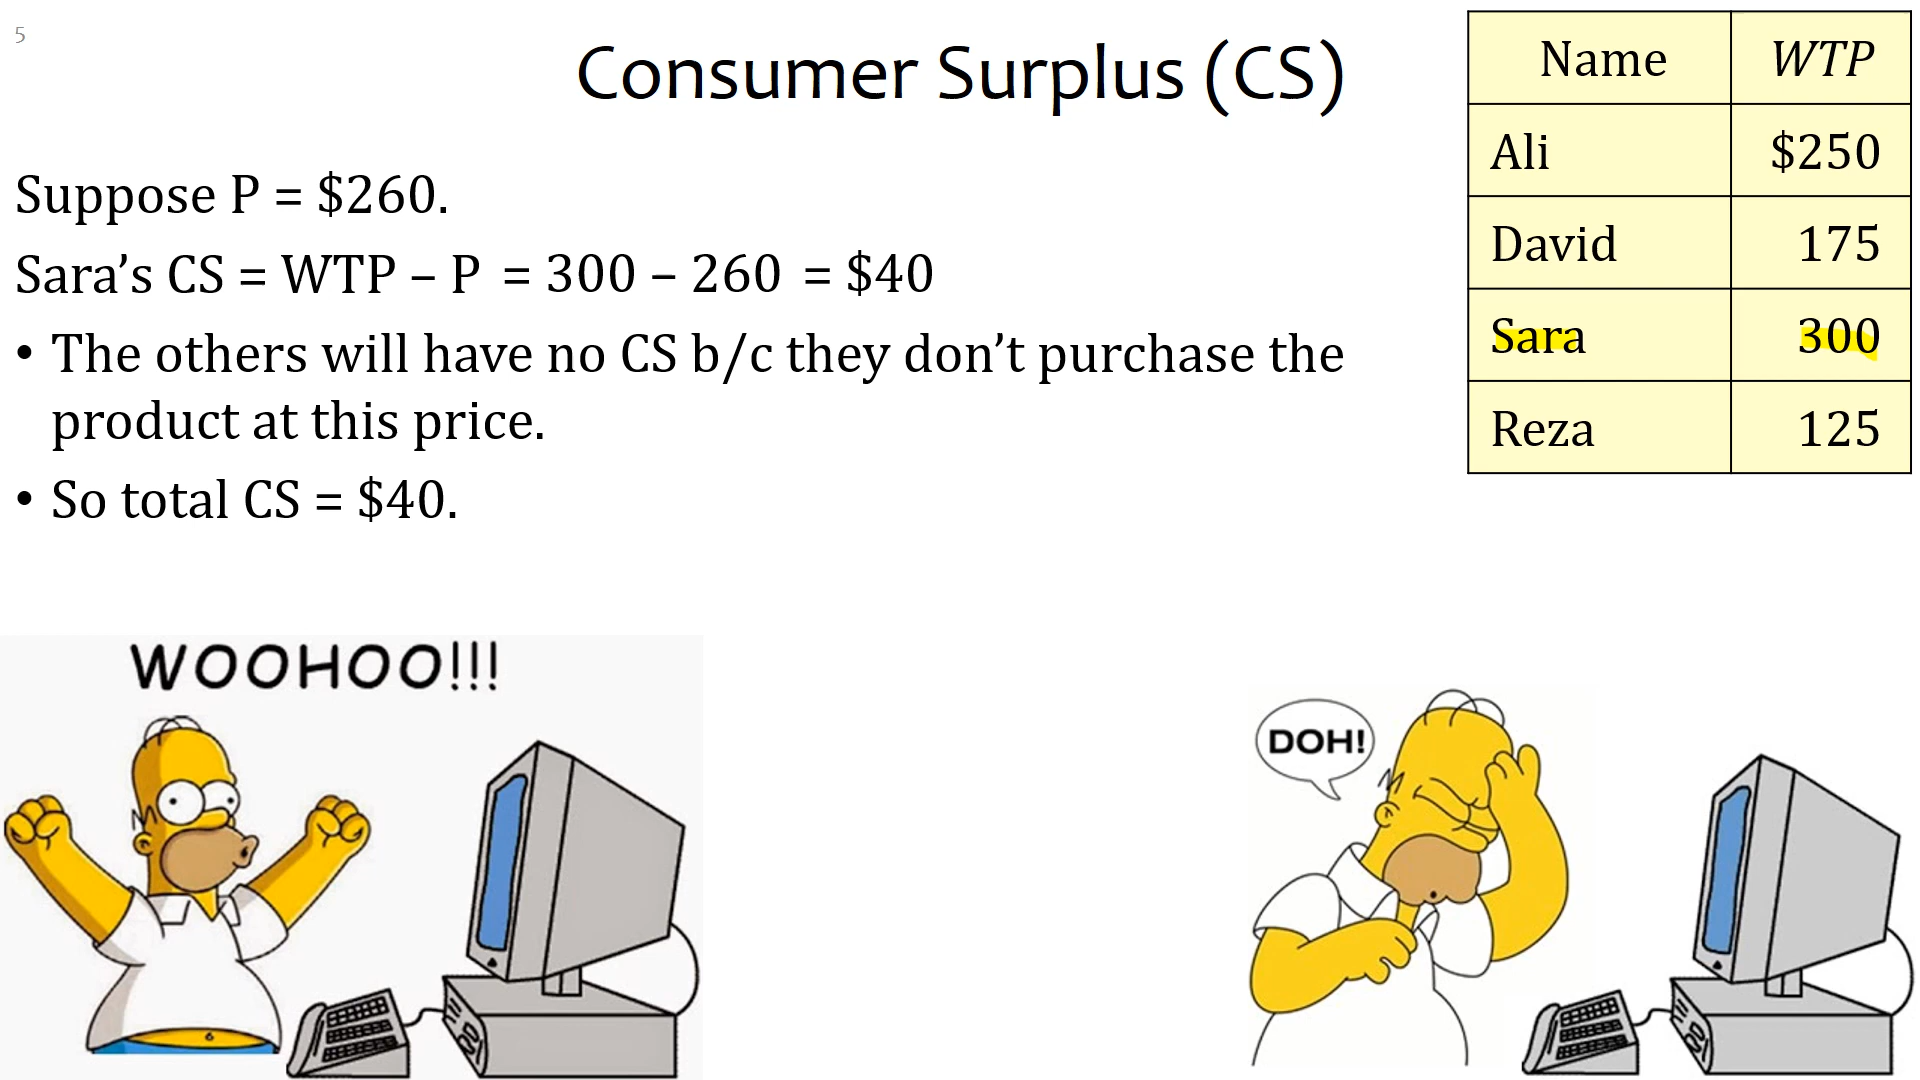 5
Consumer Surplus (CS)
Name WTP
Ali $250
David 175
Sara 300
Reza 125
Suppose P = $260.
Sara’s CS = WTP – P = 300 – 260 = $40
• The others will have no CS b/c they don’t purchase the
product at this price.
• So total CS = $40.
WOOHOO!!!
DOH!